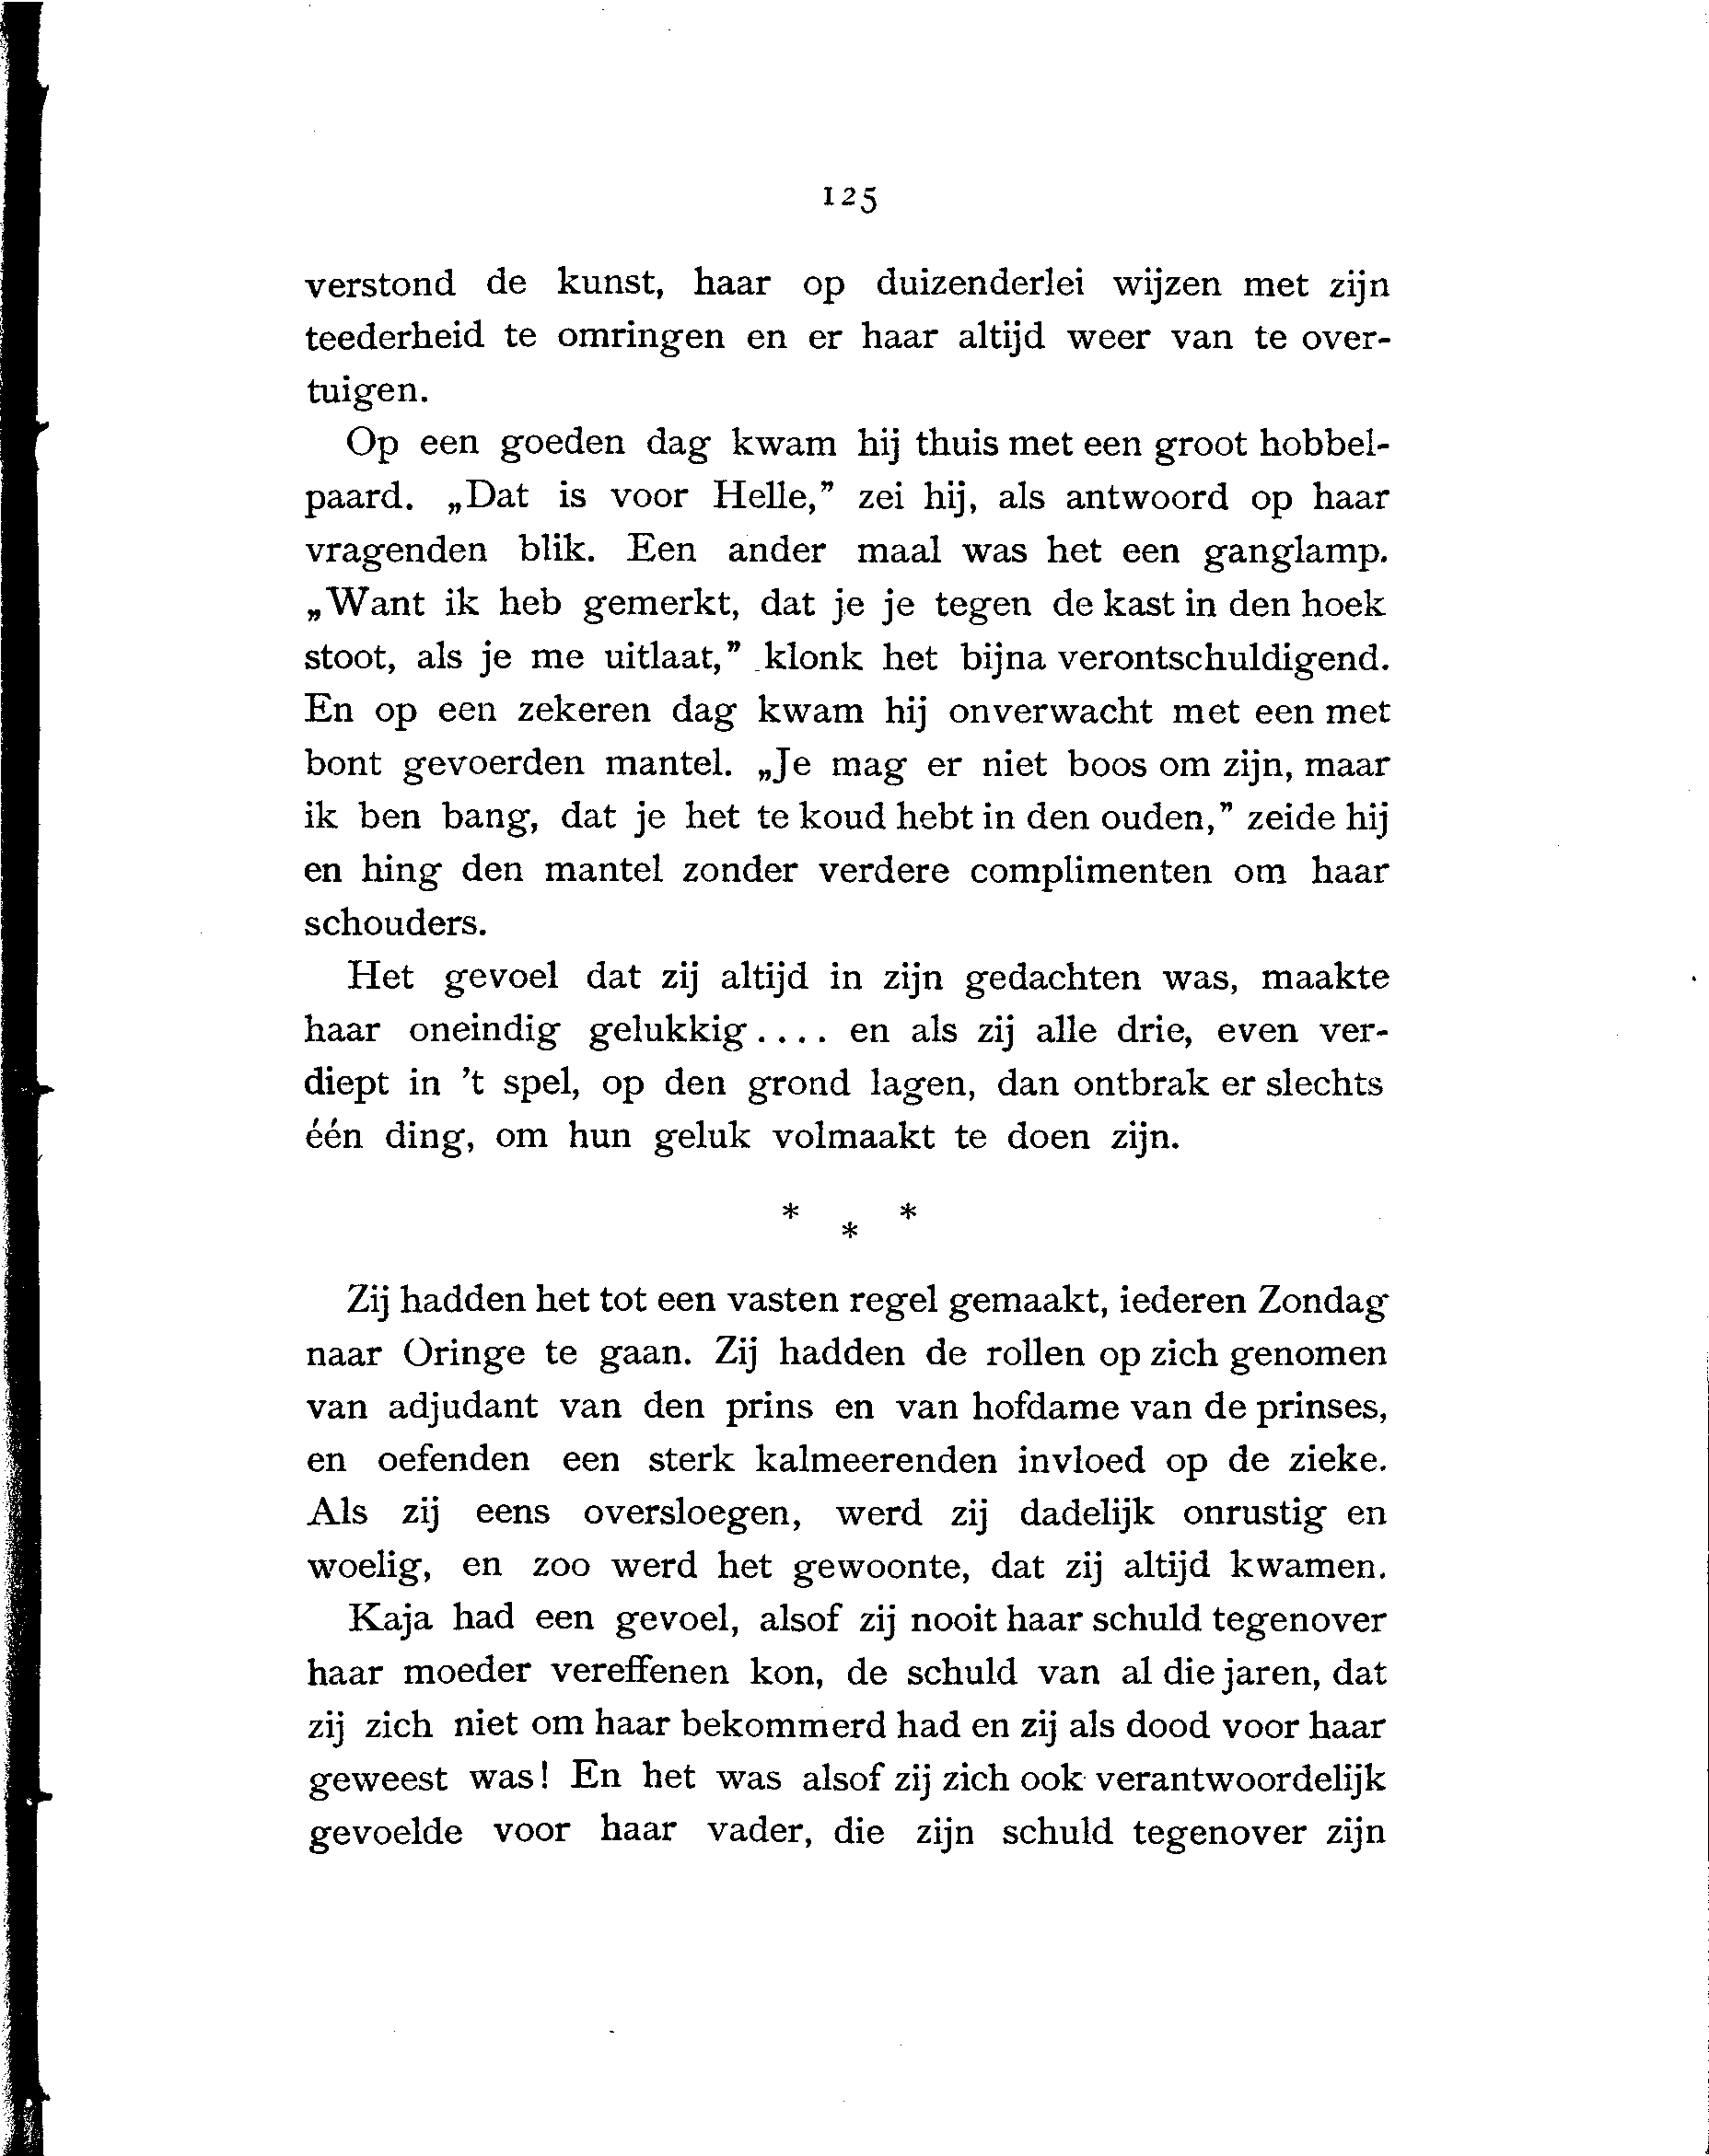 125
verstond de kunst, haar op duizenderlei wijzen met zijn
teederheid te omringen en er haar altijd weer van te over-
tuigen.
Op een goeden dag kwam hij thuis met een groot hobbel-
paard. „Dat is voor Helle,” zei hij, als antwoord op haar
vragenden blik. Een ander maal was het een ganglamp.
„Want ik heb gemerkt, dat je je tegen de kast in den hoek
stoot, als je me uitlaat,” klonk het bijna verontschuldigend.
En op een zekeren dag kwam hij onverwacht met een met
bont gevoerden mantel. „Je mag er niet boos om zijn, maar
ik ben bang, dat je het te koud hebt in den ouden,” zeide hij
en hing den mantel zonder verdere complimenten om haar
schouders.
Het gevoel dat zij altijd in zijn gedachten was, maakte
haar oneindig gelukkig.... en als zij alle drie, even ver-
diept in ’t spel, op den grond lagen, dan ontbrak er slechts
één ding, om hun geluk volmaakt te doen zijn.
* * *
Zij hadden het tot een vasten regel gemaakt, iederen Zondag
naar Oringe te gaan. Zij hadden de rollen op zich genomen
van adjudant van den prins en van hofdame van de prinses,
en oefenden een sterk kalmeerenden invloed op de zieke.
Als zij eens oversloegen, werd zij dadelijk onrustig en
woelig, en zoo werd het gewoonte, dat zij altijd kwamen.
Kaja had een gevoel, alsof zij nooit haar schuld tegenover
haar moeder vereffenen kon, de schuld van al die jaren, dat
zij zich niet om haar bekommerd had en zij als dood voor haar
geweest was! En het was alsof zij zich ook verantwoordelijk
gevoelde voor haar vader, die zijn schuld tegenover zijn